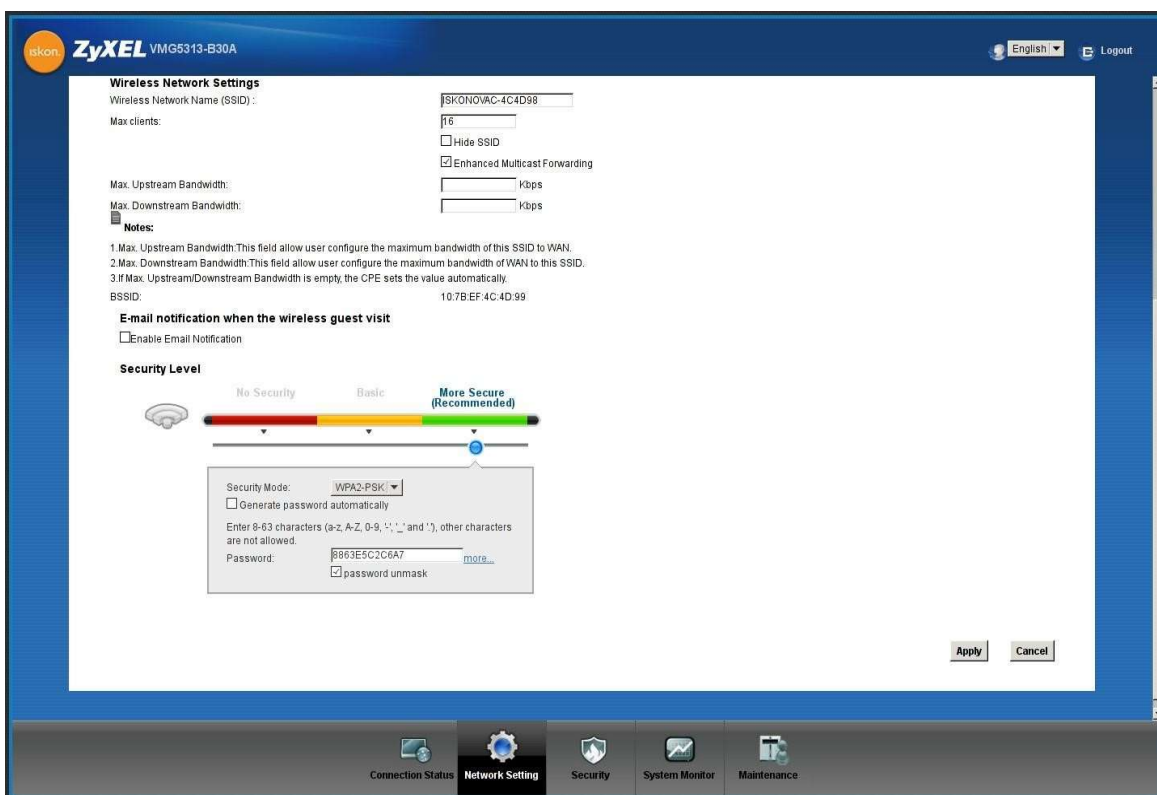 iskon.
ZyXEL VMG5313-B30A
English
Logout
Wireless Network Settings
Wireless Network Name (SSID) : ISKONOVAC-4C4D98
Max clients: 16
Hide SSID
Enhanced Multicast Forwarding
Max. Upstream Bandwidth: Kbps
Max. Downstream Bandwidth: Kbps
Notes:
1.Max. Upstream Bandwidth:This field allow user configure the maximum bandwidth of this SSID to WAN.
2.Max. Downstream Bandwidth:This field allow user configure the maximum bandwidth of WAN to this SSID.
3.If Max. Upstream/Downstream Bandwidth is empty, the CPE sets the value automatically.
BSSID: 10:7B:EF:4C:4D:99
E-mail notification when the wireless guest visit
Enable Email Notification
Security Level
No Security Basic More Secure
(Recommended)
Security Mode: WPA2-PSK
Generate password automatically
Enter 8-63 characters (a-z, A-Z, 0-9, '-', '_' and '.'), other characters
are not allowed.
Password: 8863E5C2C6A7 more...
password unmask
Apply Cancel
Connection Status Network Setting Security System Monitor Maintenance